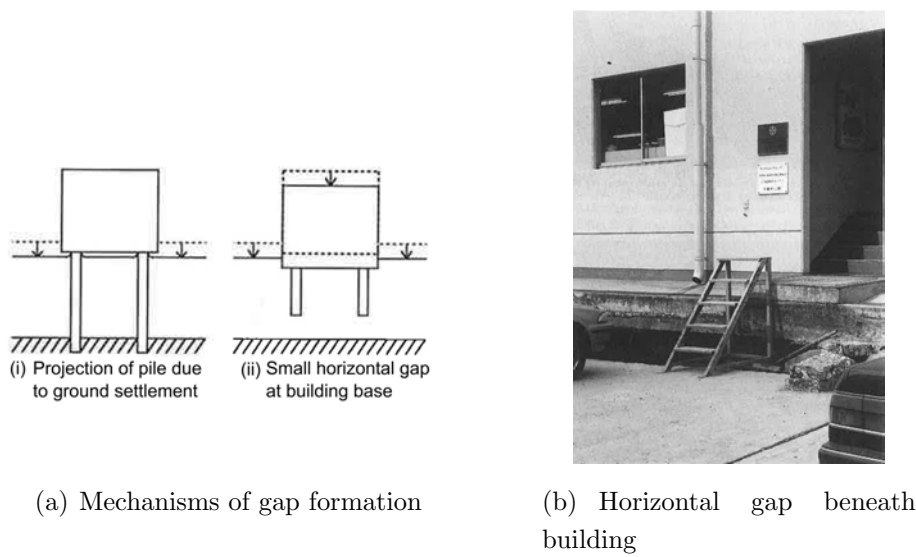 (i) Projection of pile due
to ground settlement
(ii) Small horizontal gap
at building base
(a) Mechanisms of gap formation
(b) Horizontal gap beneath
building